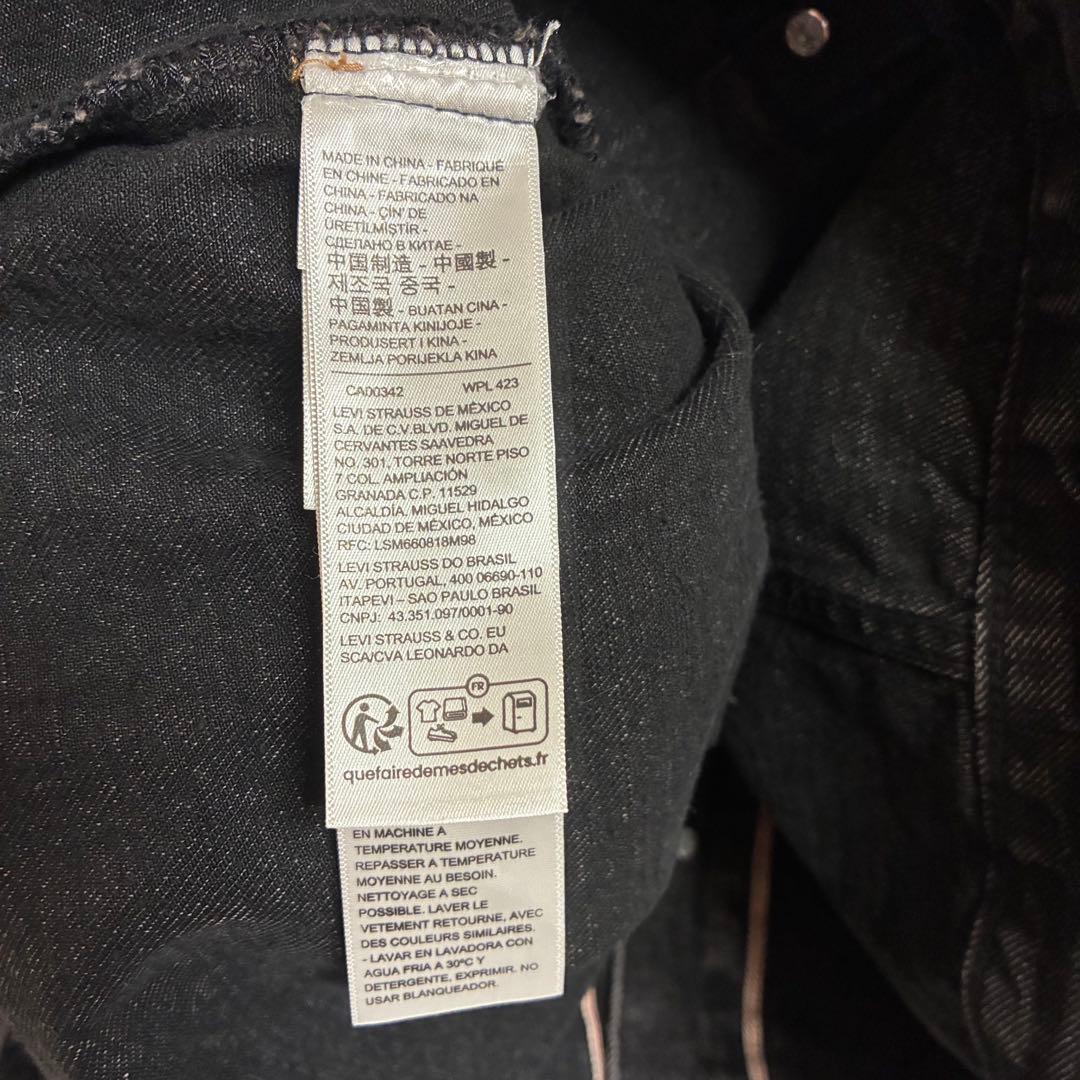 MADE IN CHINA - FABRIQUÉ
EN CHINE - FABRICADO EN
CHINA - FABRICADO NA
CHINA - ÇİN' DE
ÜRETİLMİŞTİR -
СДЕЛАНО В КИТАЕ -
中国制造 - 中國製 -
제조국 중국 -
中国製 - BUATAN CINA -
PAGAMINTA KINIJOJE -
PRODUSERT I KINA -
ZEMLJA PORIJEKLA KINA
CA00342 WPL 423
LEVI STRAUSS DE MÉXICO
S.A. DE C.V.BLVD. MIGUEL DE
CERVANTES SAAVEDRA
NO. 301, TORRE NORTE PISO
7 COL. AMPLIACIÓN
GRANADA C.P. 11529
ALCALDÍA, MIGUEL HIDALGO
CIUDAD DE MÉXICO, MÉXICO
RFC: LSM660818M98
LEVI STRAUSS DO BRASIL
AV. PORTUGAL, 400 06690-110
ITAPEVI – SAO PAULO BRASIL
CNPJ: 43.351.097/0001-90
LEVI STRAUSS & CO. EU
SCA/CVA LEONARDO DA
FR
quefairedemesdechets.fr
EN MACHINE A
TEMPERATURE MOYENNE.
REPASSER A TEMPERATURE
MOYENNE AU BESOIN.
NETTOYAGE A SEC
POSSIBLE. LAVER LE
VETEMENT RETOURNE, AVEC
DES COULEURS SIMILAIRES.
- LAVAR EN LAVADORA CON
AGUA FRIA A 30ºC Y
DETERGENTE, EXPRIMIR. NO
USAR BLANQUEADOR.